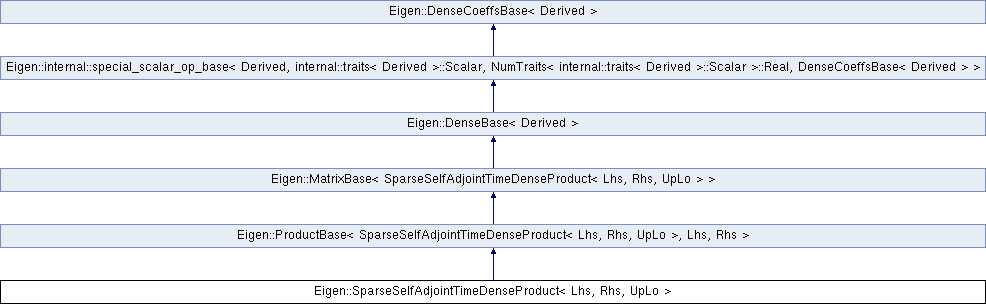 Eigen::DenseCoeffsBase< Derived >
Eigen::internal::special_scalar_op_base< Derived, internal::traits< Derived >::Scalar, NumTraits< internal::traits< Derived >::Scalar >::Real, DenseCoeffsBase< Derived > >
Eigen::DenseBase< Derived >
Eigen::MatrixBase< SparseSelfAdjointTimeDenseProduct< Lhs, Rhs, UpLo > >
Eigen::ProductBase< SparseSelfAdjointTimeDenseProduct< Lhs, Rhs, UpLo >, Lhs, Rhs >
Eigen::SparseSelfAdjointTimeDenseProduct< Lhs, Rhs, UpLo >